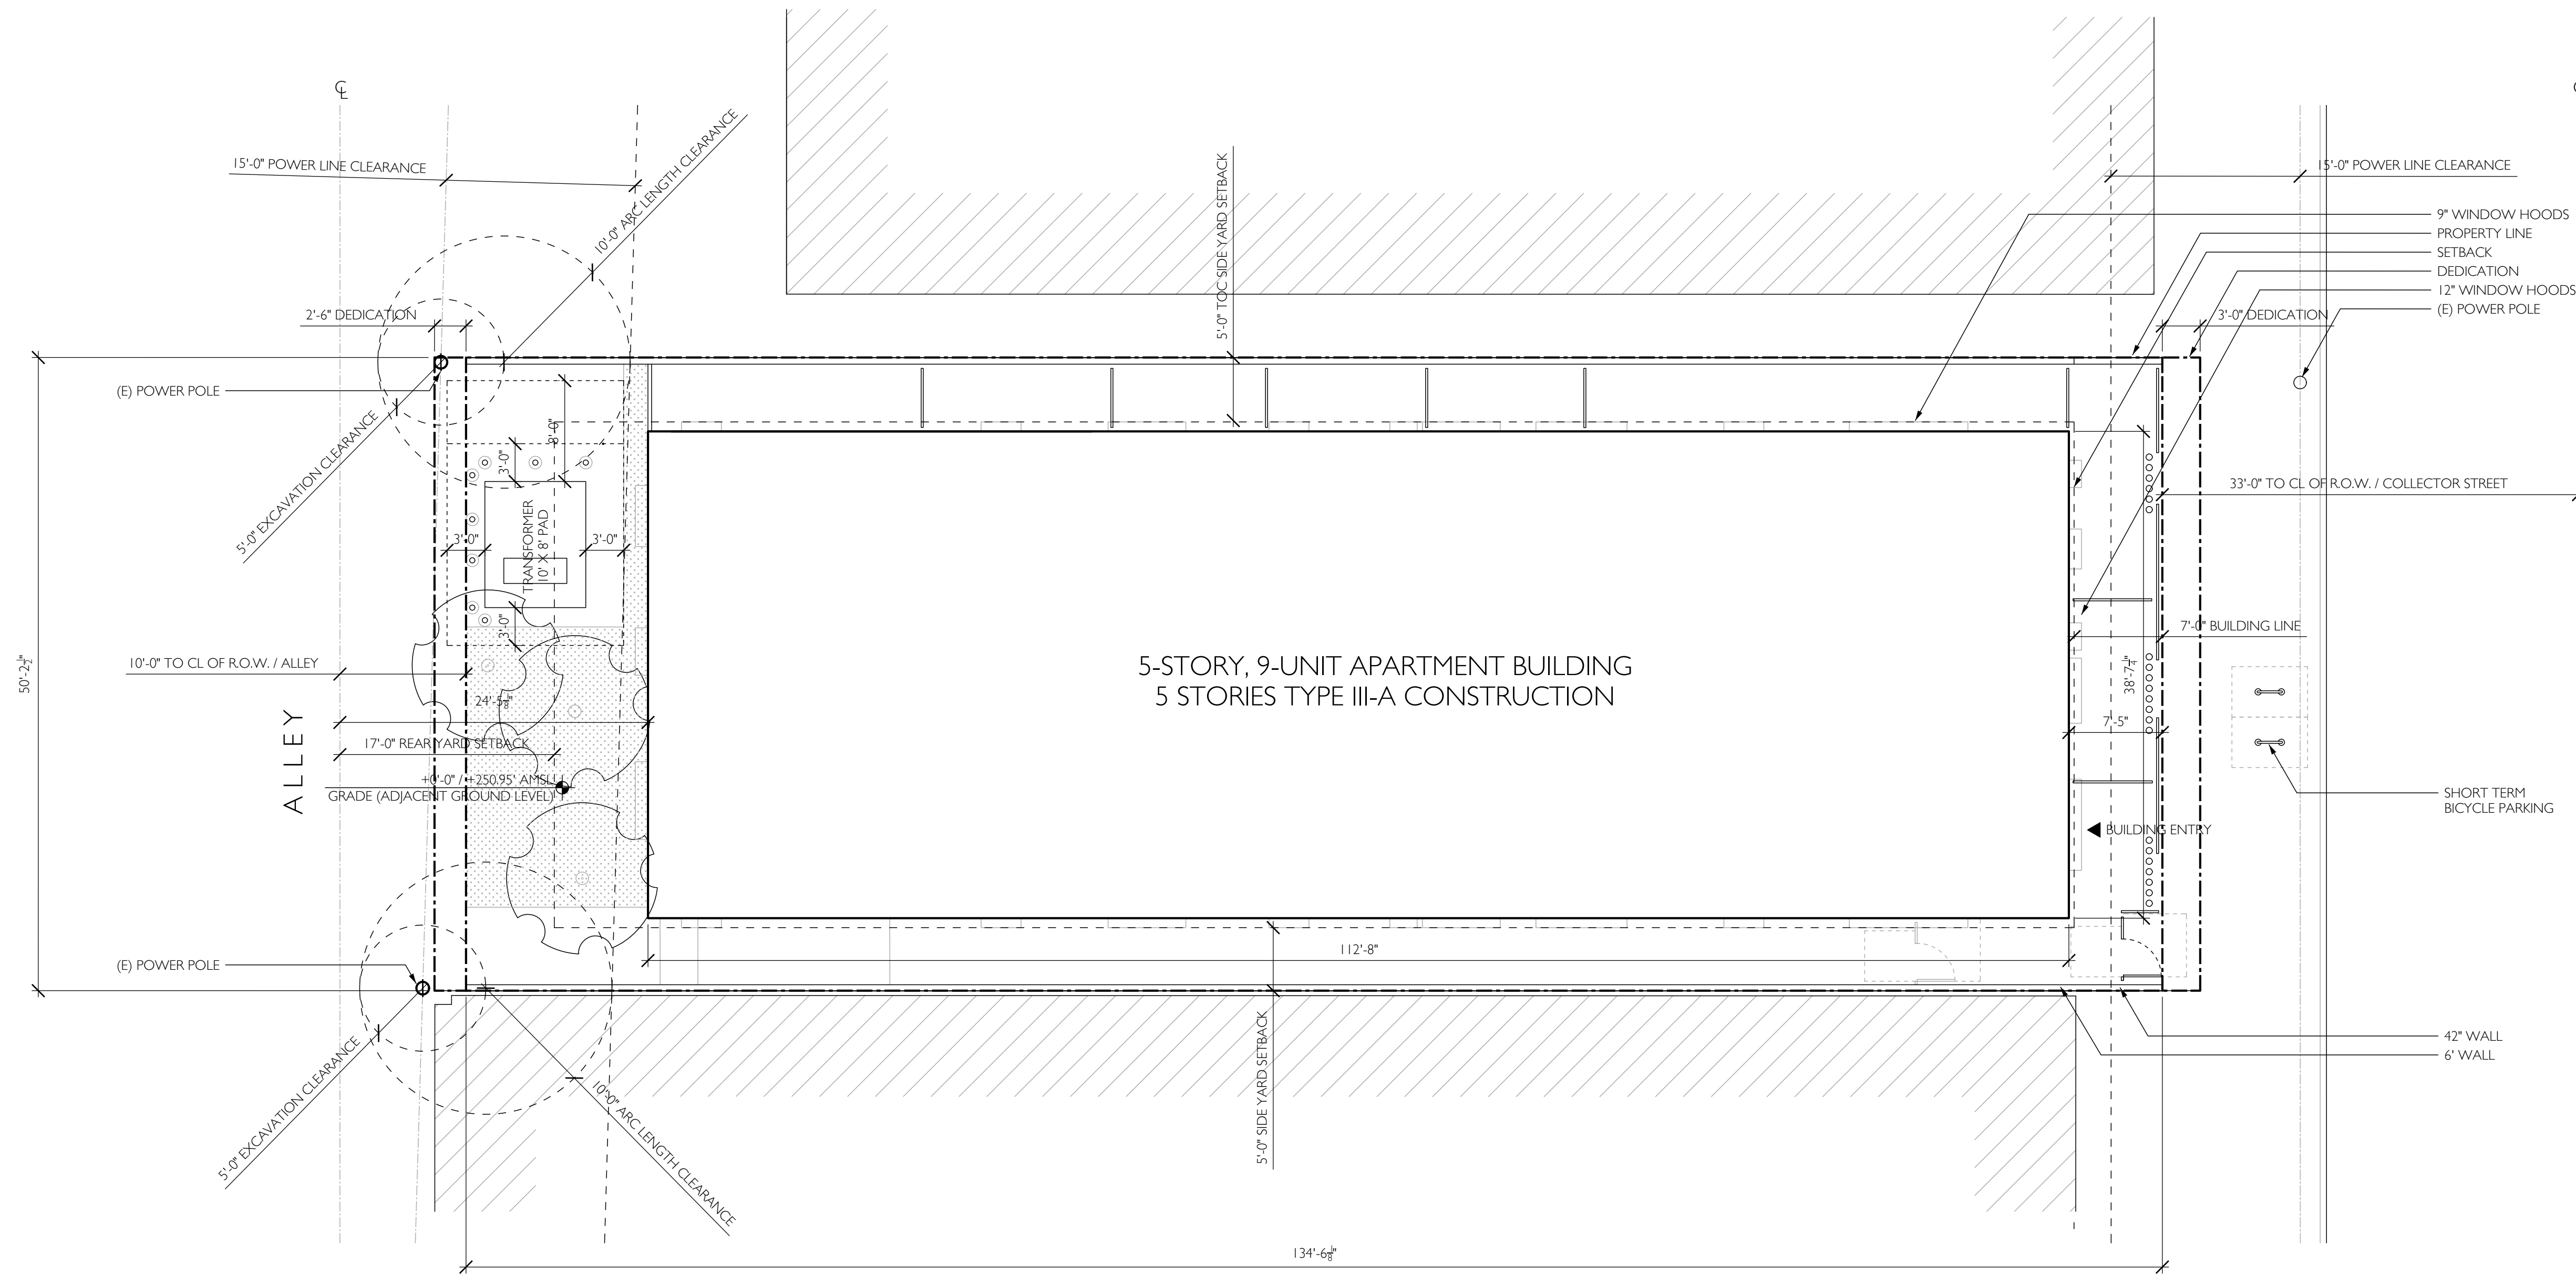 ℄
15'-0" POWER LINE CLEARANCE
10'-0" ARC LENGTH CLEARANCE
5'-0" TOC SIDE YARD SETBACK
15'-0" POWER LINE CLEARANCE
9" WINDOW HOODS
PROPERTY LINE
SETBACK
DEDICATION
12" WINDOW HOODS
(E) POWER POLE
2'-6" DEDICATION
3'-0" DEDICATION
(E) POWER POLE
5'-0" EXCAVATION CLEARANCE
8'-0"
3'-0"
TRANSFORMER
10' X 8' PAD
3'-0"
3'-0"
3'-0"
33'-0" TO CL OF R.O.W. / COLLECTOR STREET
7'-0" BUILDING LINE
50'-2½"
10'-0" TO CL OF R.O.W. / ALLEY
5-STORY, 9-UNIT APARTMENT BUILDING
5 STORIES TYPE III-A CONSTRUCTION
38'-7¼"
24'-5⅛"
7'-5"
ALLEY
17'-0" REAR YARD SETBACK
+0'-0" / +250.95' AMSL
GRADE (ADJACENT GROUND LEVEL)
SHORT TERM
BICYCLE PARKING
BUILDING ENTRY
112'-8"
(E) POWER POLE
5'-0" EXCAVATION CLEARANCE
10'-0" ARC LENGTH CLEARANCE
5'-0" SIDE YARD SETBACK
42" WALL
6' WALL
134'-6⅛"